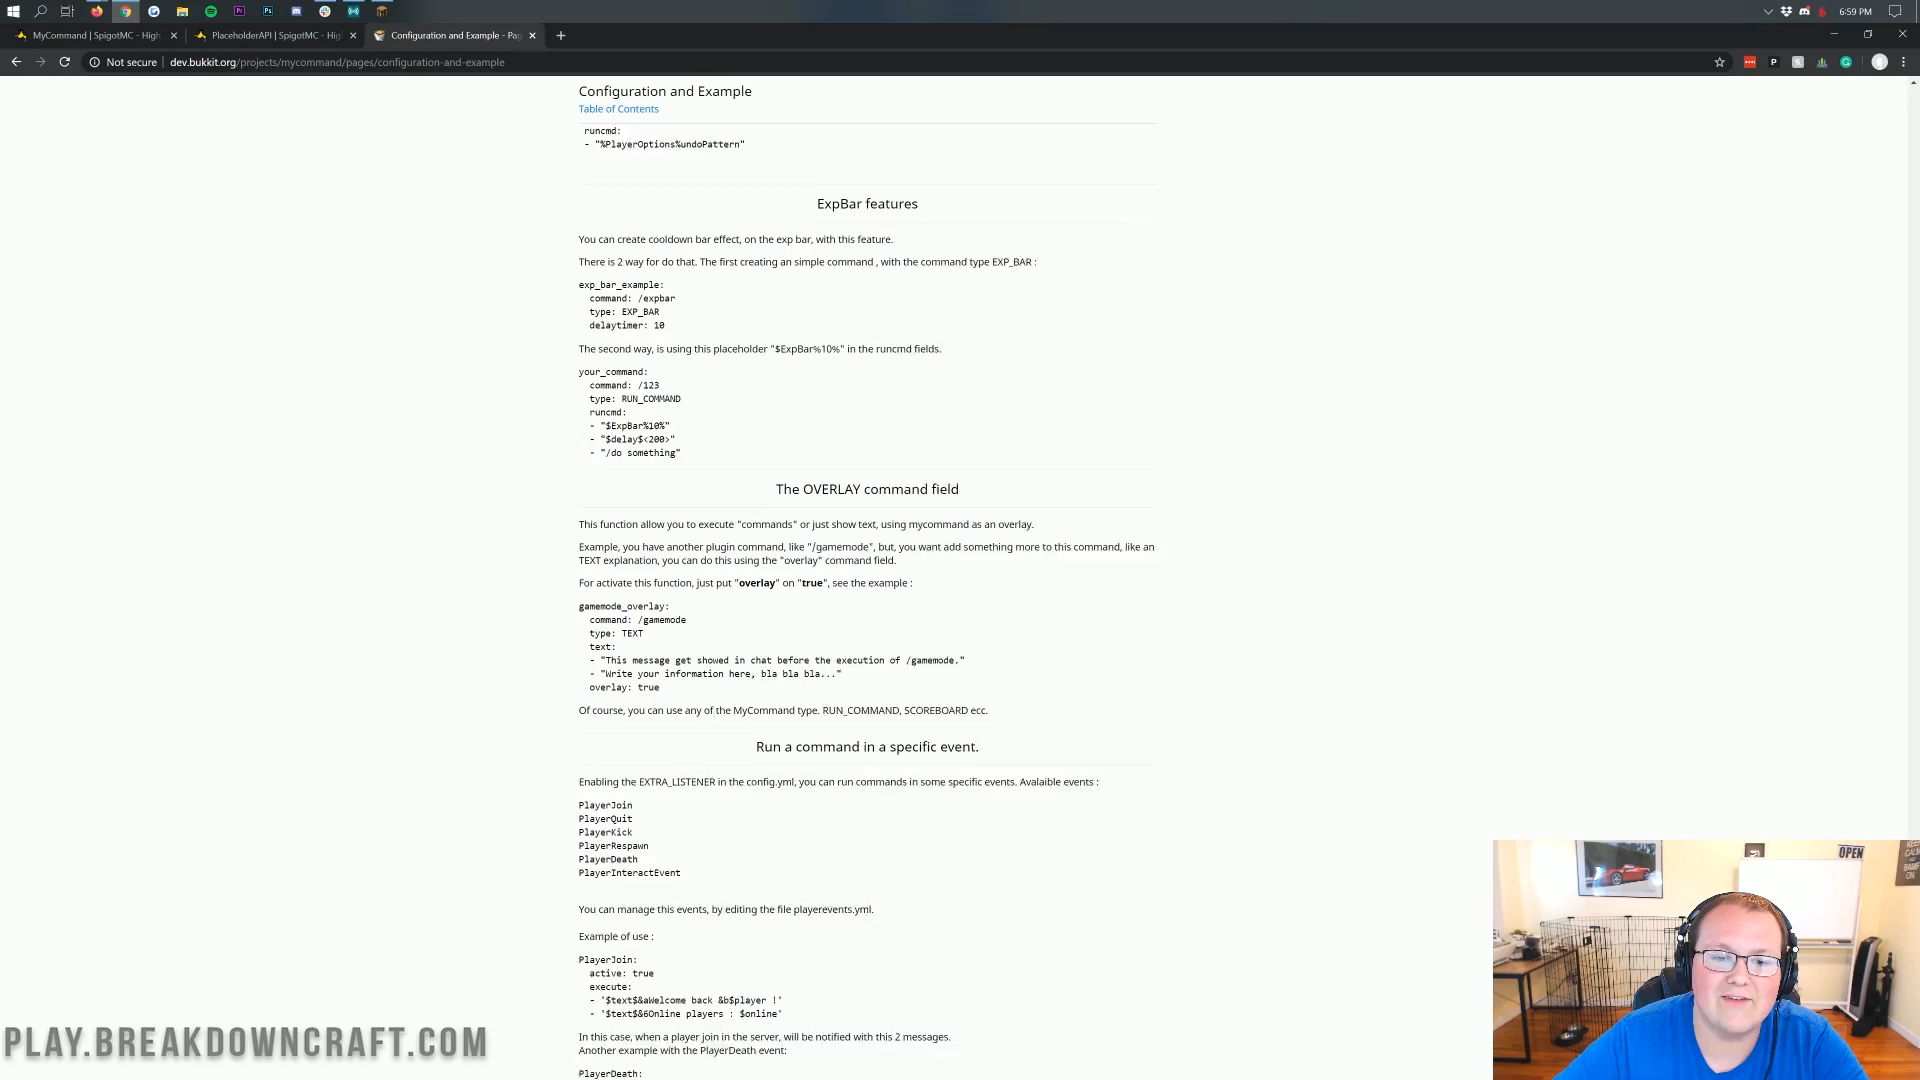 6:59 PM
MyCommand | SpigotMC - High
PlaceholderAPI | SpigotMC - Hig
Configuration and Example - Pag
Not secure
dev.bukkit.org/projects/mycommand/pages/configuration-and-example
Configuration and Example
Table of Contents
runcmd:
- "%PlayerOptions%undoPattern"
ExpBar features
You can create cooldown bar effect, on the exp bar, with this feature.
There is 2 way for do that. The first creating an simple command , with the command type EXP_BAR :
exp_bar_example:
command: /expbar
type: EXP_BAR
delaytimer: 10
The second way, is using this placeholder "$ExpBar%10%" in the runcmd fields.
your_command:
command: /123
type: RUN_COMMAND
runcmd:
- "$ExpBar%10%"
- "$delay$<200>"
- "/do something"
The OVERLAY command field
This function allow you to execute "commands" or just show text, using mycommand as an overlay.
Example, you have another plugin command, like "/gamemode", but, you want add something more to this command, like an
TEXT explanation, you can do this using the "overlay" command field.
For activate this function, just put "overlay" on "true", see the example :
gamemode_overlay:
command: /gamemode
type: TEXT
text:
- "This message get showed in chat before the execution of /gamemode."
- "Write your information here, bla bla bla..."
overlay: true
Of course, you can use any of the MyCommand type. RUN_COMMAND, SCOREBOARD ecc.
Run a command in a specific event.
Enabling the EXTRA_LISTENER in the config.yml, you can run commands in some specific events. Avalaible events :
PlayerJoin
PlayerQuit
PlayerKick
PlayerRespawn
PlayerDeath
PlayerInteractEvent
You can manage this events, by editing the file playerevents.yml.
Example of use :
PlayerJoin:
active: true
execute:
- '$text$&aWelcome back &b$player !'
- '$text$&6Online players : $online'
In this case, when a player join in the server, will be notified with this 2 messages.
Another example with the PlayerDeath event:
PlayerDeath:
OPEN
KEEP
CALM
AND
ON
PLAY.BREAKDOWNCRAFT.COM